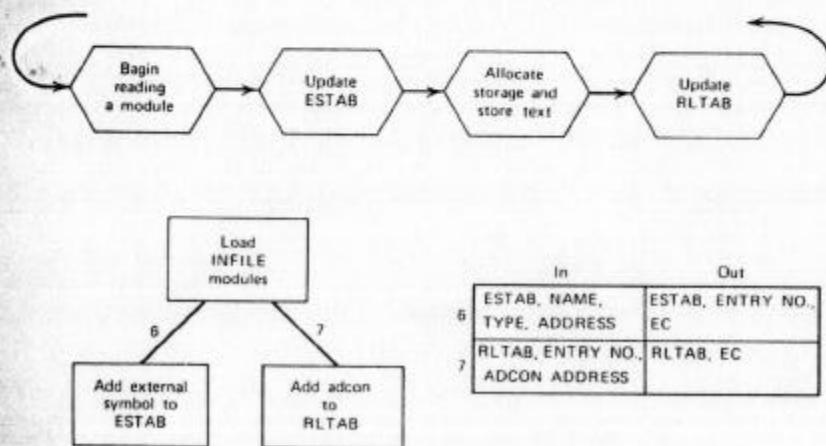 Bagin
reading
a module
Update
ESTAB
Allocate
storage and
store text
Update
RLTAB
Load
INFILE
modules
6
7
Add external
symbol to
ESTAB
Add adcon
to
RLTAB
In
Out
6
ESTAB, NAME,
TYPE, ADDRESS
ESTAB, ENTRY NO.,
EC
7
RLTAB, ENTRY NO.,
ADCON ADDRESS
RLTAB, EC